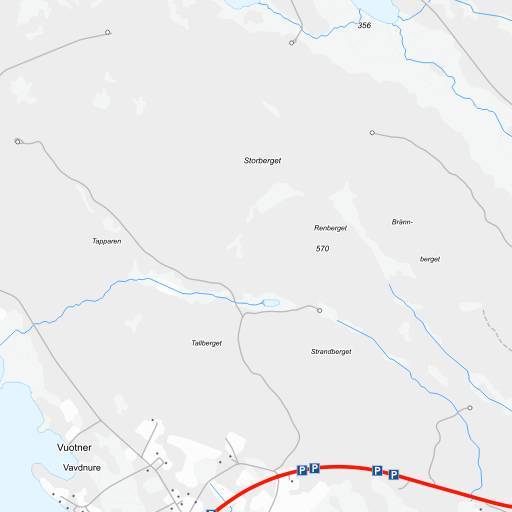 356
Storberget
Renberget
Bränn-
berget
570
Tapparen
Tallberget
Strandberget
Vuotner
Vavdnure
P
P
P
P
P